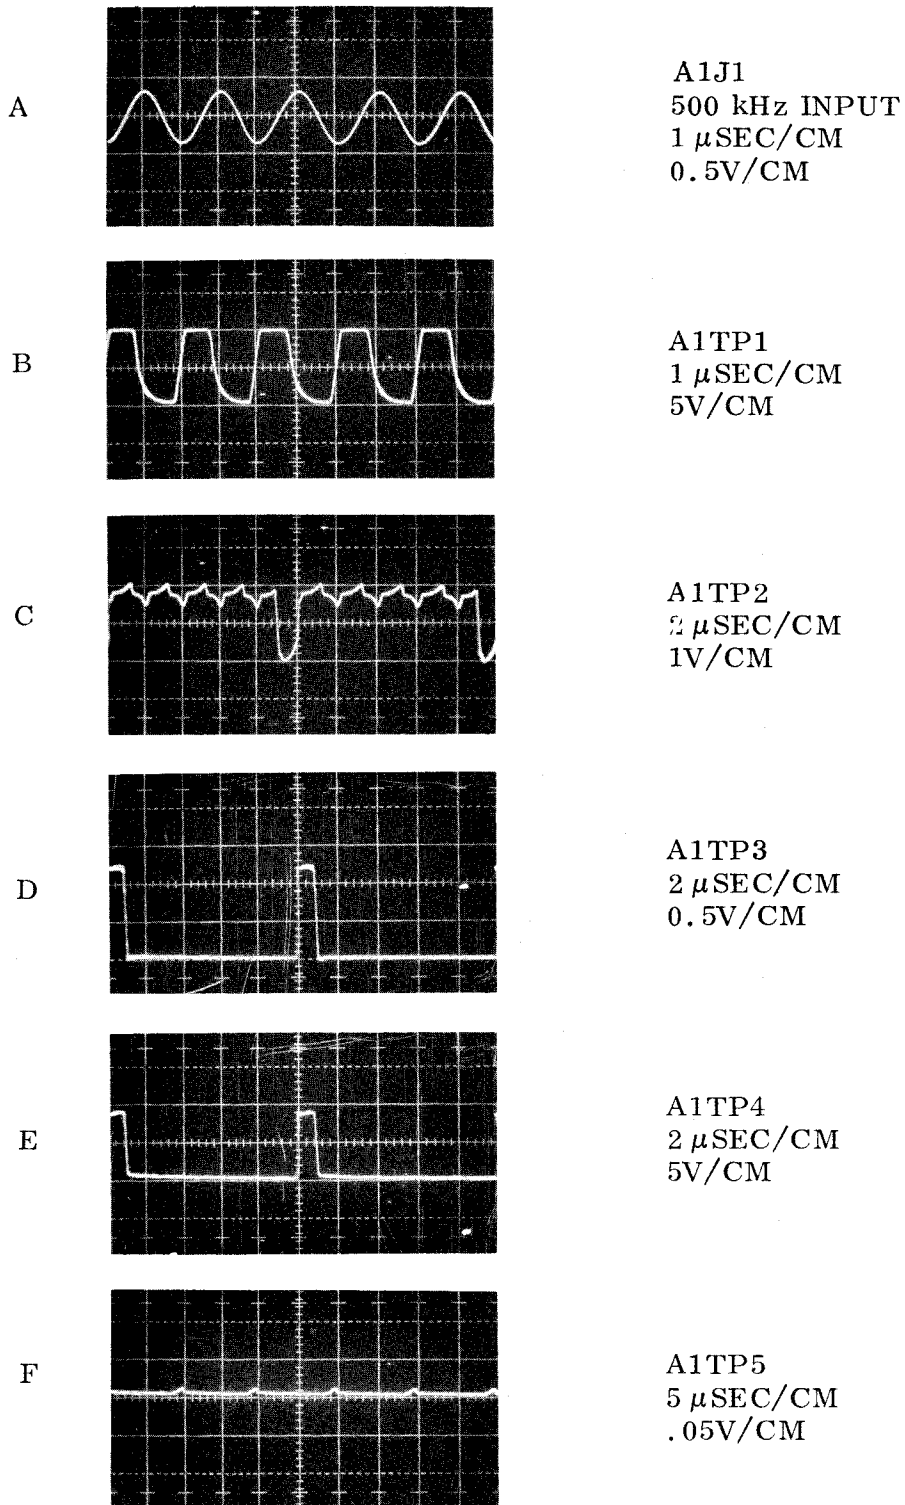 A
A1J1
500 kHz INPUT
1 μSEC/CM
0.5V/CM
B
A1TP1
1 μSEC/CM
5V/CM
C
A1TP2
2 μSEC/CM
1V/CM
D
A1TP3
2 μSEC/CM
0.5V/CM
E
A1TP4
2 μSEC/CM
5V/CM
F
A1TP5
5 μSEC/CM
.05V/CM